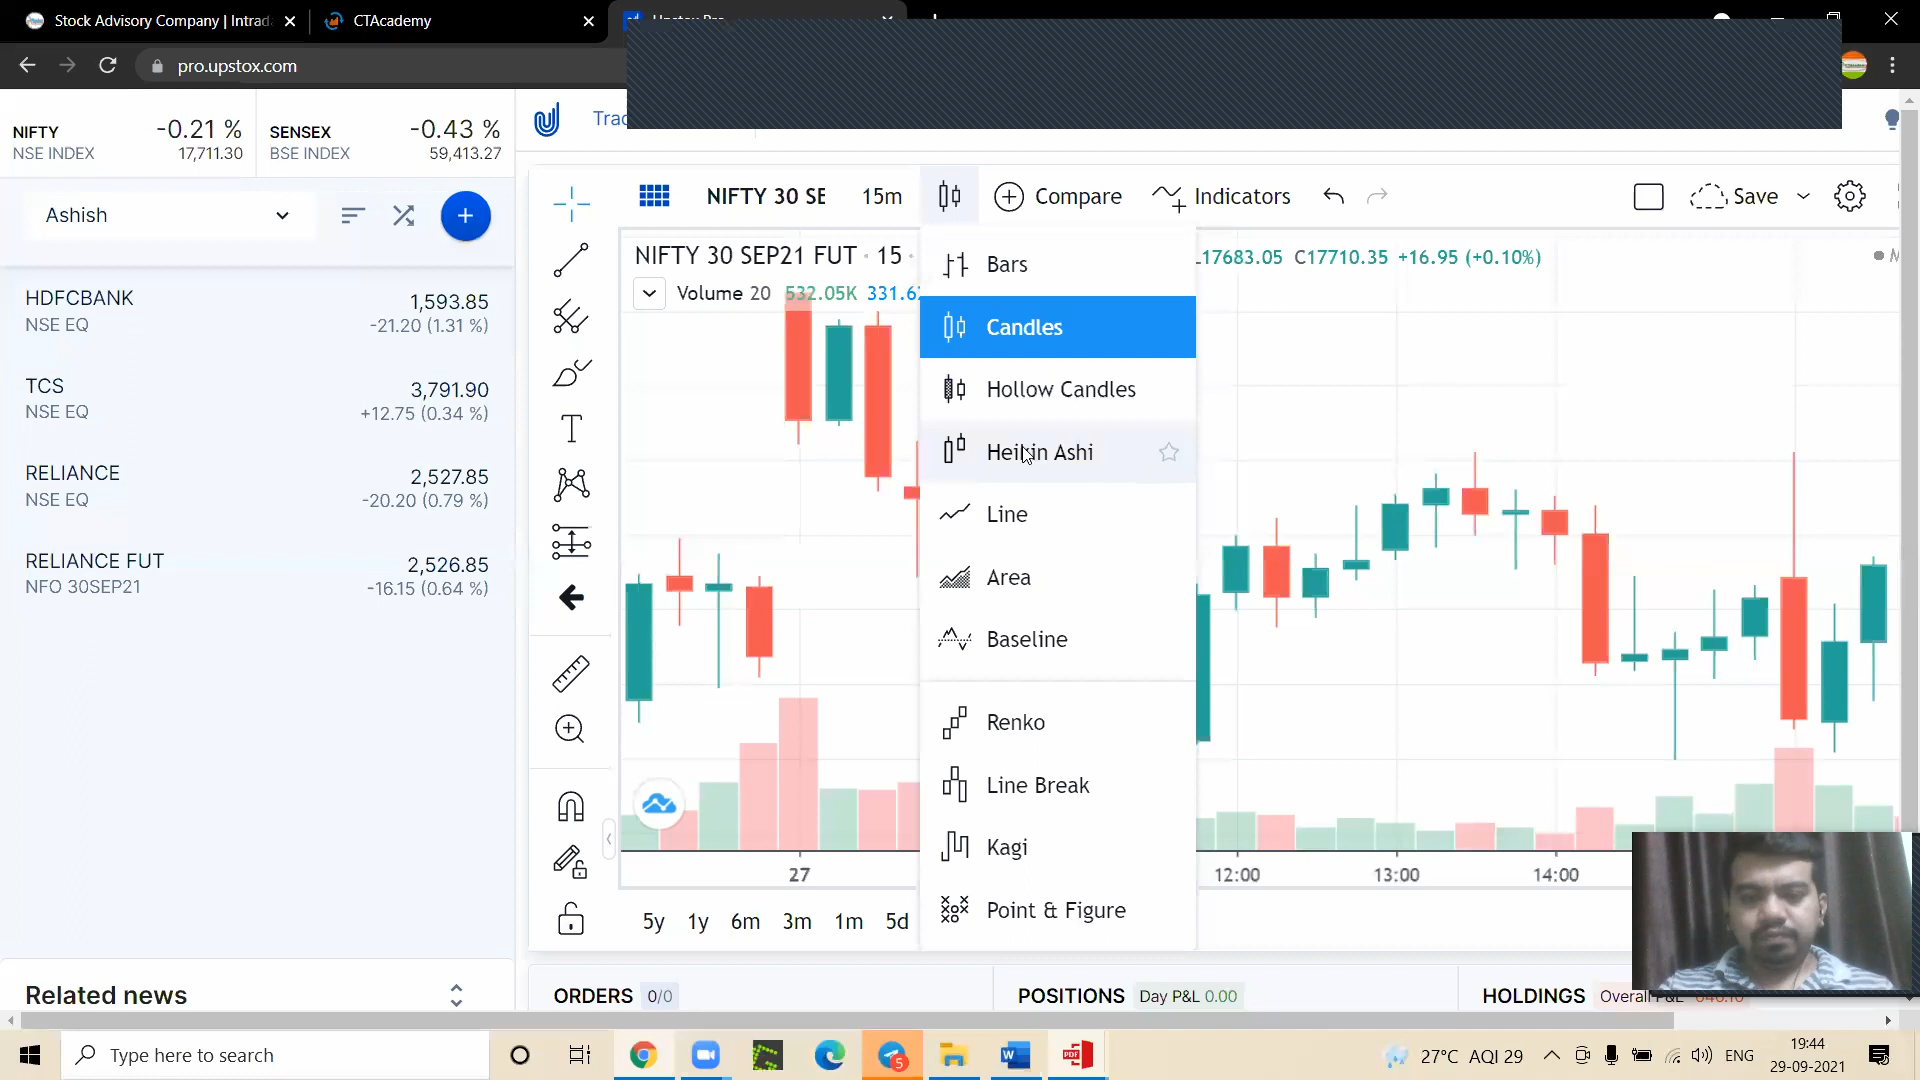 Stock Advisory Company | Intrad
CTAcademy
pro.upstox.com
NIFTY -0.21 %
NSE INDEX 17,711.30
SENSEX -0.43 %
BSE INDEX 59,413.27
Ashish
HDFCBANK 1,593.85
NSE EQ -21.20 (1.31 %)
TCS 3,791.90
NSE EQ +12.75 (0.34 %)
RELIANCE 2,527.85
NSE EQ -20.20 (0.79 %)
RELIANCE FUT 2,526.85
NFO 30SEP21 -16.15 (0.64 %)
Related news
NIFTY 30 SE 15m Compare Indicators Save
NIFTY 30 SEP21 FUT · 15 · L17683.05 C17710.35 +16.95 (+0.10%)
Volume 20 532.05K 331.6
Bars
Candles
Hollow Candles
Heikin Ashi
Line
Area
Baseline
Renko
Line Break
Kagi
Point & Figure
27 12:00 13:00 14:00
5y 1y 6m 3m 1m 5d
ORDERS 0/0
POSITIONS Day P&L 0.00
HOLDINGS Overall P&L
Type here to search
5
PDF
27°C AQI 29
ENG
19:44
29-09-2021